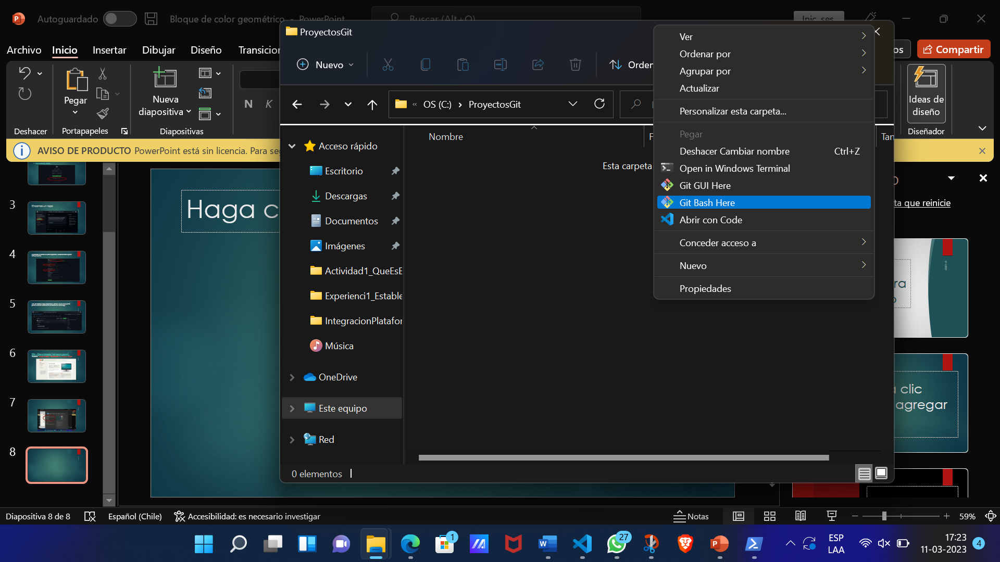 Autoguardado
Bloque de color geométrico - PowerPoint
Buscar (Alt+Q)
Inic. ses
Archivo
Inicio
Insertar
Dibujar
Diseño
Transicion
Compartir
Deshacer
Pegar
Portapapeles
Nueva
diapositiva
Diapositivas
N
K
Ideas de
diseño
Diseñador
AVISO DE PRODUCTO PowerPoint está sin licencia. Para se
ta que reinicie
3
4
5
6
7
8
Haga c
ProyectosGit
Nuevo
Orden
« OS (C:) › ProyectosGit
Nombre
F
Tam
Esta carpeta
Acceso rápido
Escritorio
Descargas
Documentos
Imágenes
Actividad1_QueEsE
Experienci1_Estable
IntegracionPlatafor
Música
OneDrive
Este equipo
Red
0 elementos
Ver
Ordenar por
Agrupar por
Actualizar
Personalizar esta carpeta...
Pegar
Deshacer Cambiar nombre Ctrl+Z
Open in Windows Terminal
Git GUI Here
Git Bash Here
Abrir con Code
Conceder acceso a
Nuevo
Propiedades
clic
agregar
Diapositiva 8 de 8
Español (Chile)
Accesibilidad: es necesario investigar
Notas
59%
1
27
ESP
LAA
17:23
11-03-2023
4